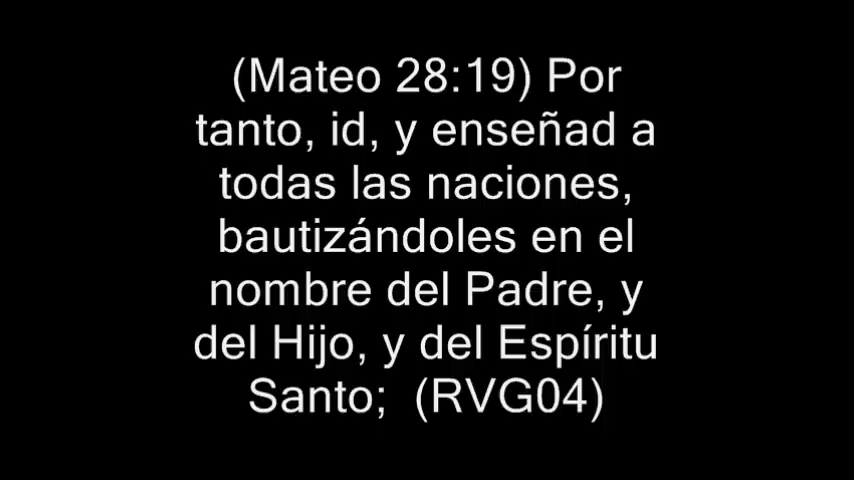 (Mateo 28:19) Por
tanto, id, y enseñad a
todas las naciones,
bautizándoles en el
nombre del Padre, y
del Hijo, y del Espíritu
Santo;  (RVG04)